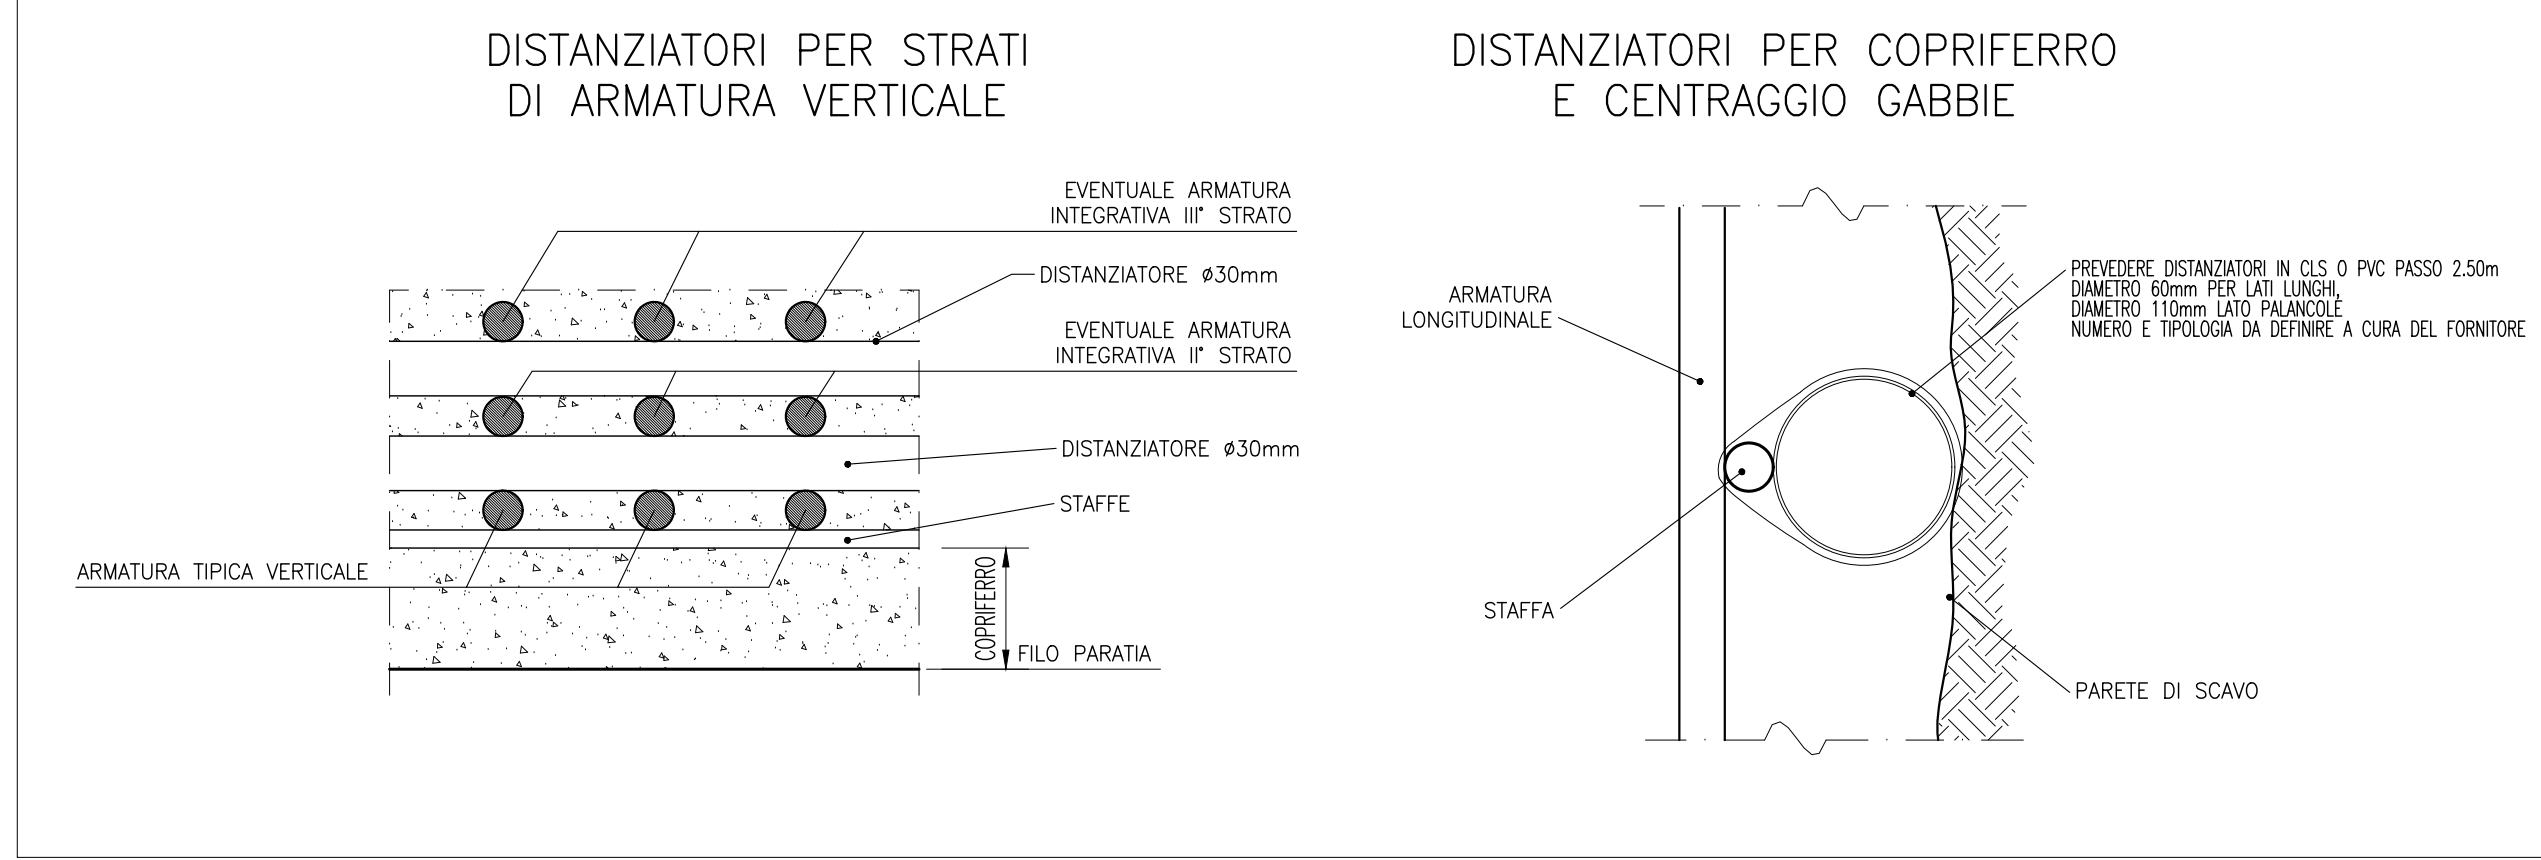 DISTANZIATORI PER STRATI
DI ARMATURA VERTICALE
EVENTUALE ARMATURA
INTEGRATIVA III° STRATO
DISTANZIATORE ø30mm
EVENTUALE ARMATURA
INTEGRATIVA II° STRATO
DISTANZIATORE ø30mm
STAFFE
ARMATURA TIPICA VERTICALE
COPRIFERRO
FILO PARATIA
DISTANZIATORI PER COPRIFERRO
E CENTRAGGIO GABBIE
ARMATURA
LONGITUDINALE
PREVEDERE DISTANZIATORI IN CLS O PVC PASSO 2.50m
DIAMETRO 60mm PER LATI LUNGHI,
DIAMETRO 110mm LATO PALANCOLE
NUMERO E TIPOLOGIA DA DEFINIRE A CURA DEL FORNITORE
STAFFA
PARETE DI SCAVO